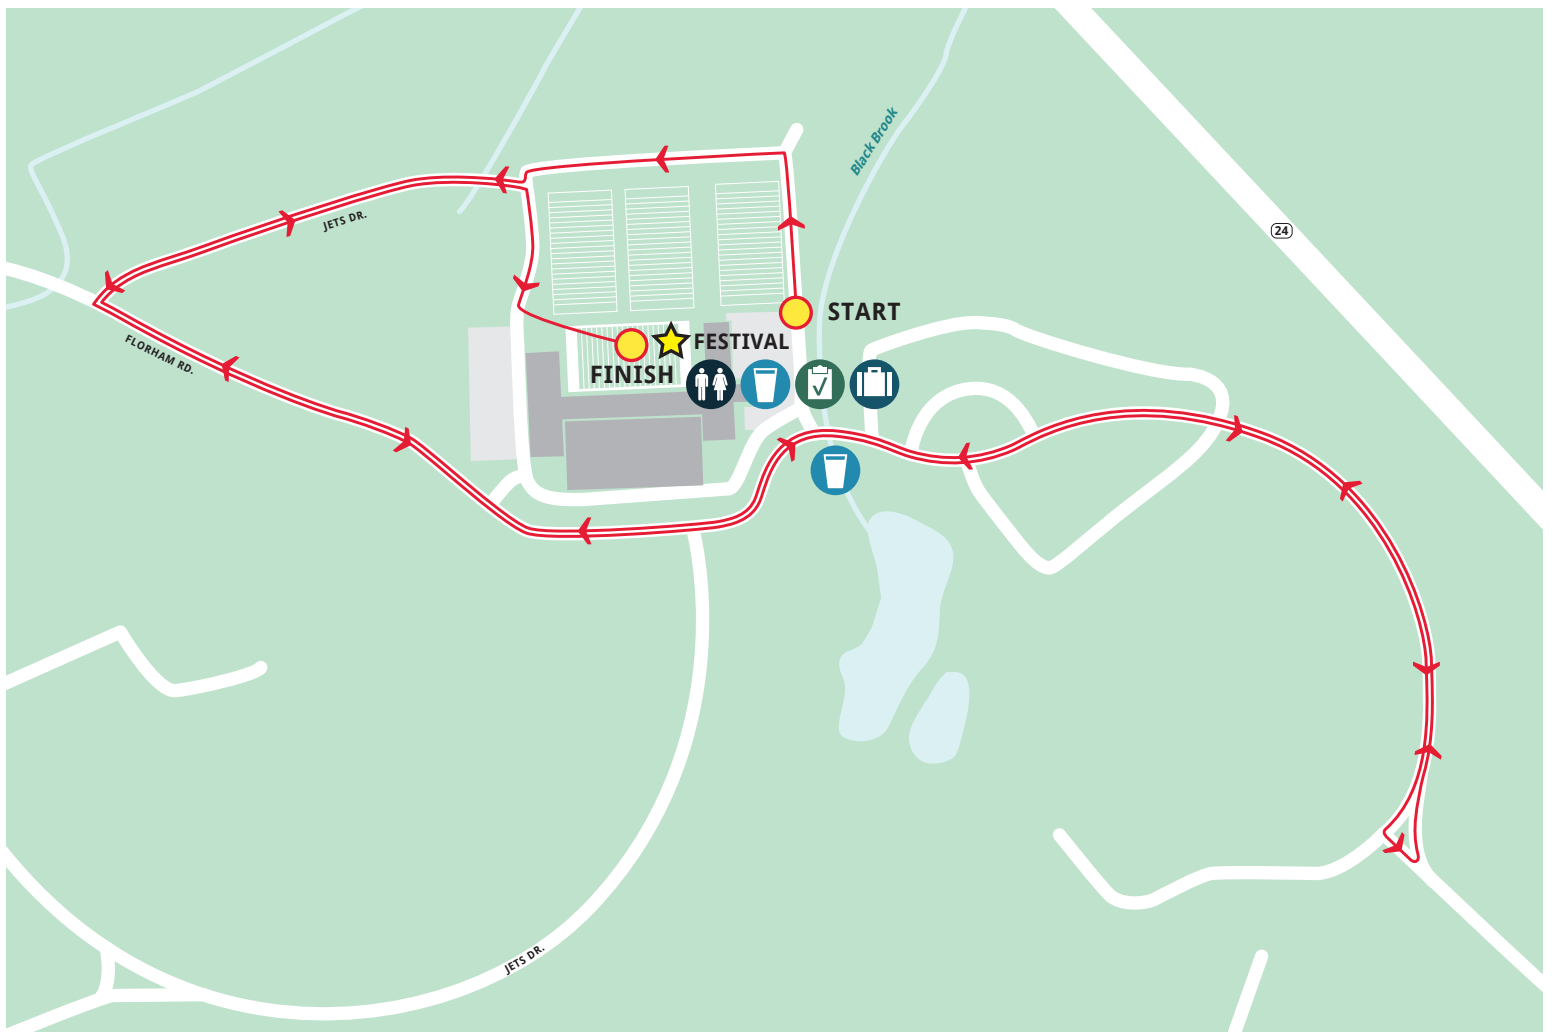 Black Brook
JETS DR.
24
START
FLORHAM RD.
FESTIVAL
FINISH
JETS DR.